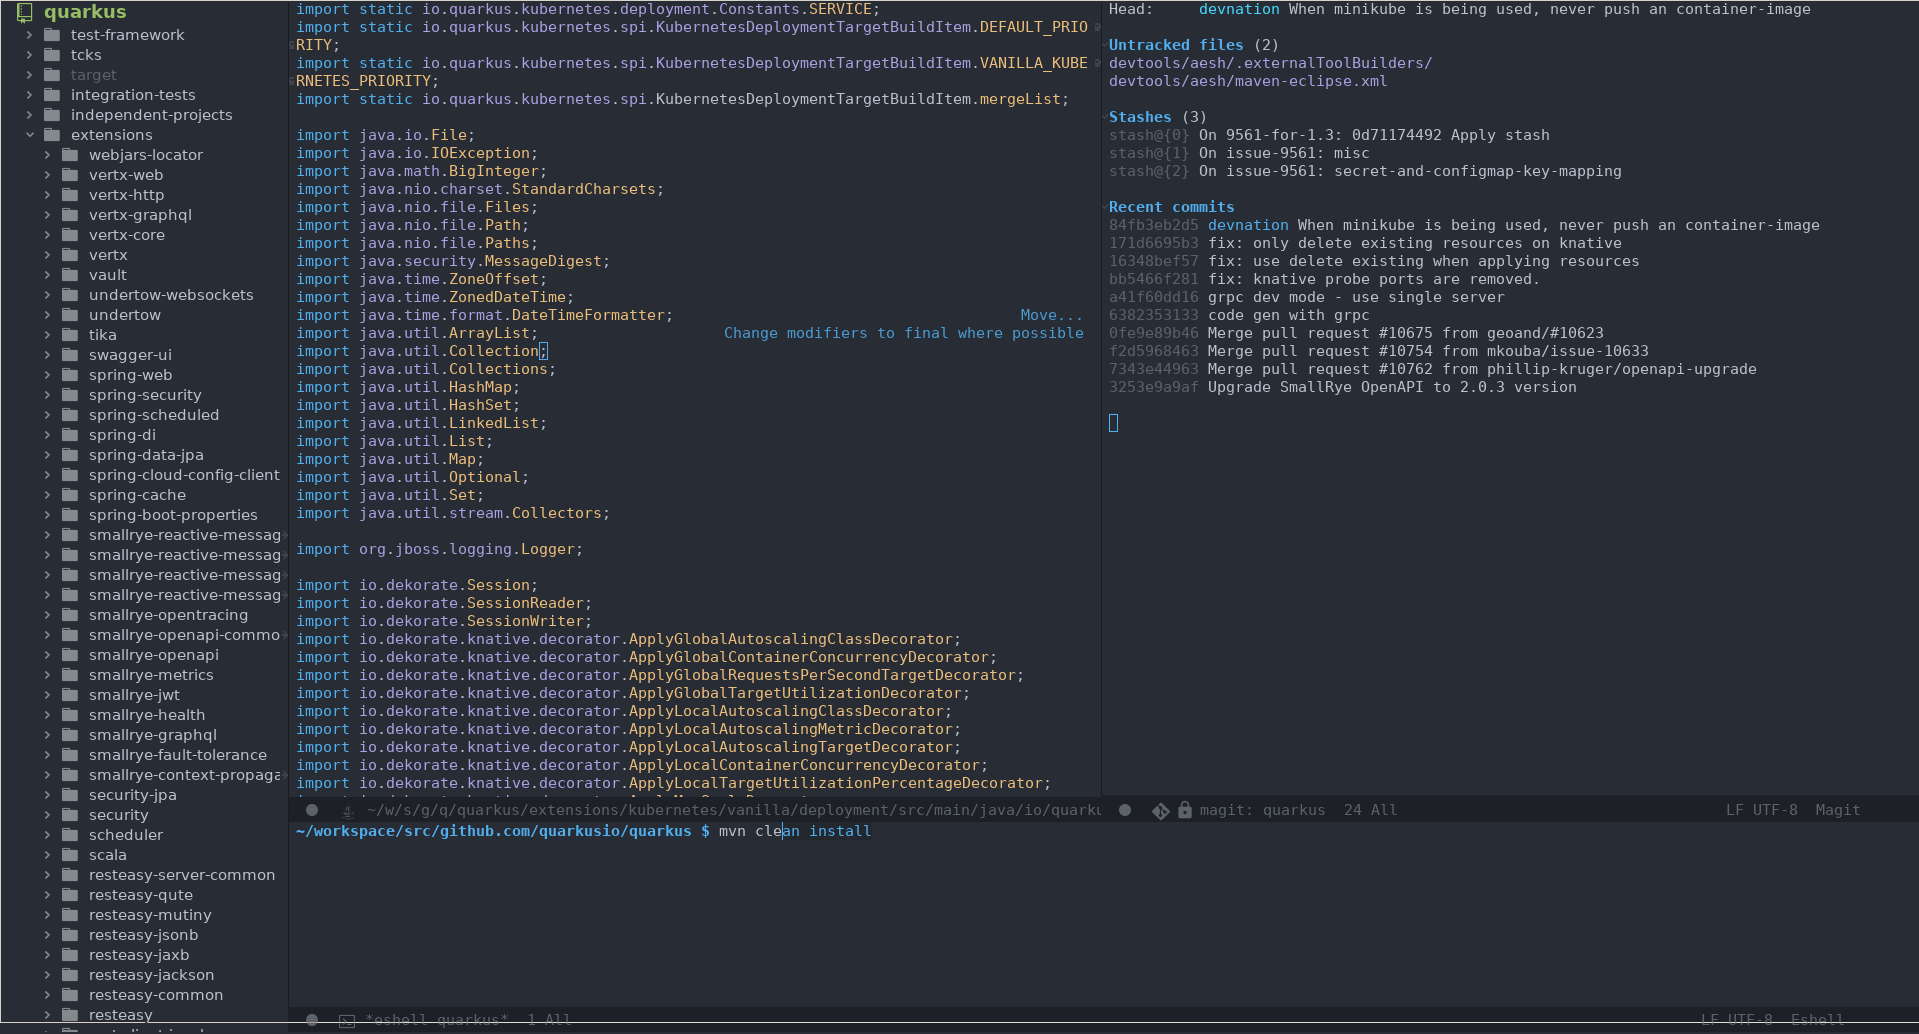 quarkus
test-framework
tcks
target
integration-tests
independent-projects
extensions
webjars-locator
vertx-web
vertx-http
vertx-graphql
vertx-core
vertx
vault
undertow-websockets
undertow
tika
swagger-ui
spring-web
spring-security
spring-scheduled
spring-di
spring-data-jpa
spring-cloud-config-client
spring-cache
spring-boot-properties
smallrye-reactive-messag
smallrye-reactive-messag
smallrye-reactive-messag
smallrye-reactive-messag
smallrye-opentracing
smallrye-openapi-commo
smallrye-openapi
smallrye-metrics
smallrye-jwt
smallrye-health
smallrye-graphql
smallrye-fault-tolerance
smallrye-context-propaga
security-jpa
security
scheduler
scala
resteasy-server-common
resteasy-qute
resteasy-mutiny
resteasy-jsonb
resteasy-jaxb
resteasy-jackson
resteasy-common
resteasy
import static io.quarkus.kubernetes.deployment.Constants.SERVICE;
import static io.quarkus.kubernetes.spi.KubernetesDeploymentTargetBuildItem.DEFAULT_PRIO
RITY;
import static io.quarkus.kubernetes.spi.KubernetesDeploymentTargetBuildItem.VANILLA_KUBE
RNETES_PRIORITY;
import static io.quarkus.kubernetes.spi.KubernetesDeploymentTargetBuildItem.mergeList;
import java.io.File;
import java.io.IOException;
import java.math.BigInteger;
import java.nio.charset.StandardCharsets;
import java.nio.file.Files;
import java.nio.file.Path;
import java.nio.file.Paths;
import java.security.MessageDigest;
import java.time.ZoneOffset;
import java.time.ZonedDateTime;
import java.time.format.DateTimeFormatter; Move...
import java.util.ArrayList; Change modifiers to final where possible
import java.util.Collection;
import java.util.Collections;
import java.util.HashMap;
import java.util.HashSet;
import java.util.LinkedList;
import java.util.List;
import java.util.Map;
import java.util.Optional;
import java.util.Set;
import java.util.stream.Collectors;
import org.jboss.logging.Logger;
import io.dekorate.Session;
import io.dekorate.SessionReader;
import io.dekorate.SessionWriter;
import io.dekorate.knative.decorator.ApplyGlobalAutoscalingClassDecorator;
import io.dekorate.knative.decorator.ApplyGlobalContainerConcurrencyDecorator;
import io.dekorate.knative.decorator.ApplyGlobalRequestsPerSecondTargetDecorator;
import io.dekorate.knative.decorator.ApplyGlobalTargetUtilizationDecorator;
import io.dekorate.knative.decorator.ApplyLocalAutoscalingClassDecorator;
import io.dekorate.knative.decorator.ApplyLocalAutoscalingMetricDecorator;
import io.dekorate.knative.decorator.ApplyLocalAutoscalingTargetDecorator;
import io.dekorate.knative.decorator.ApplyLocalContainerConcurrencyDecorator;
import io.dekorate.knative.decorator.ApplyLocalTargetUtilizationPercentageDecorator;
~/w/s/g/q/quarkus/extensions/kubernetes/vanilla/deployment/src/main/java/io/quarku
Head: devnation When minikube is being used, never push an container-image
Untracked files (2)
devtools/aesh/.externalToolBuilders/
devtools/aesh/maven-eclipse.xml
Stashes (3)
stash@{0} On 9561-for-1.3: 0d71174492 Apply stash
stash@{1} On issue-9561: misc
stash@{2} On issue-9561: secret-and-configmap-key-mapping
Recent commits
84fb3eb2d5 devnation When minikube is being used, never push an container-image
171d6695b3 fix: only delete existing resources on knative
16348bef57 fix: use delete existing when applying resources
bb5466f281 fix: knative probe ports are removed.
a41f60dd16 grpc dev mode - use single server
6382353133 code gen with grpc
0fe9e89b46 Merge pull request #10675 from geoand/#10623
f2d5968463 Merge pull request #10754 from mkouba/issue-10633
7343e44963 Merge pull request #10762 from phillip-kruger/openapi-upgrade
3253e9a9af Upgrade SmallRye OpenAPI to 2.0.3 version
magit: quarkus 24 All LF UTF-8 Magit
~/workspace/src/github.com/quarkusio/quarkus $ mvn clean install
*eshell quarkus* 1 All LF UTF-8 Eshell